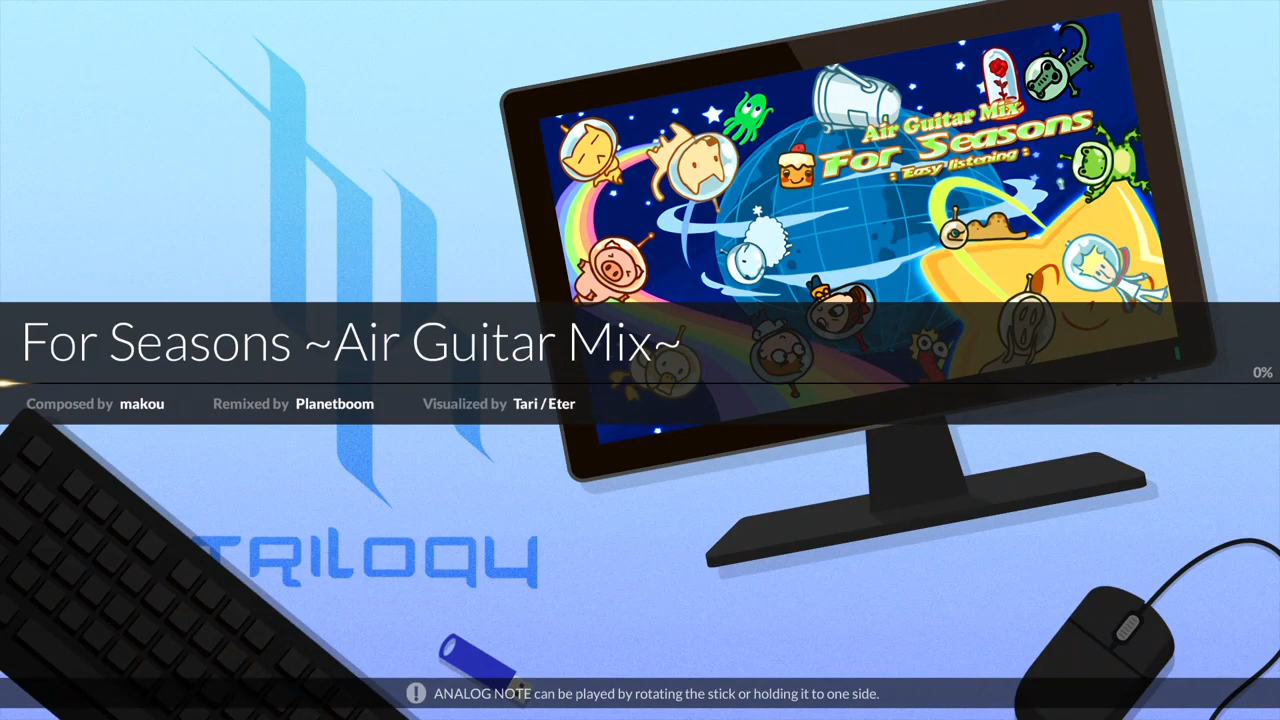 Air Guitar Mix
For Seasons
: Easy listening :
For Seasons ~Air Guitar Mix~
0%
Composed by makou Remixed by Planetboom Visualized by Tari / Eter
TRILOGY
ANALOG NOTE can be played by rotating the stick or holding it to one side.